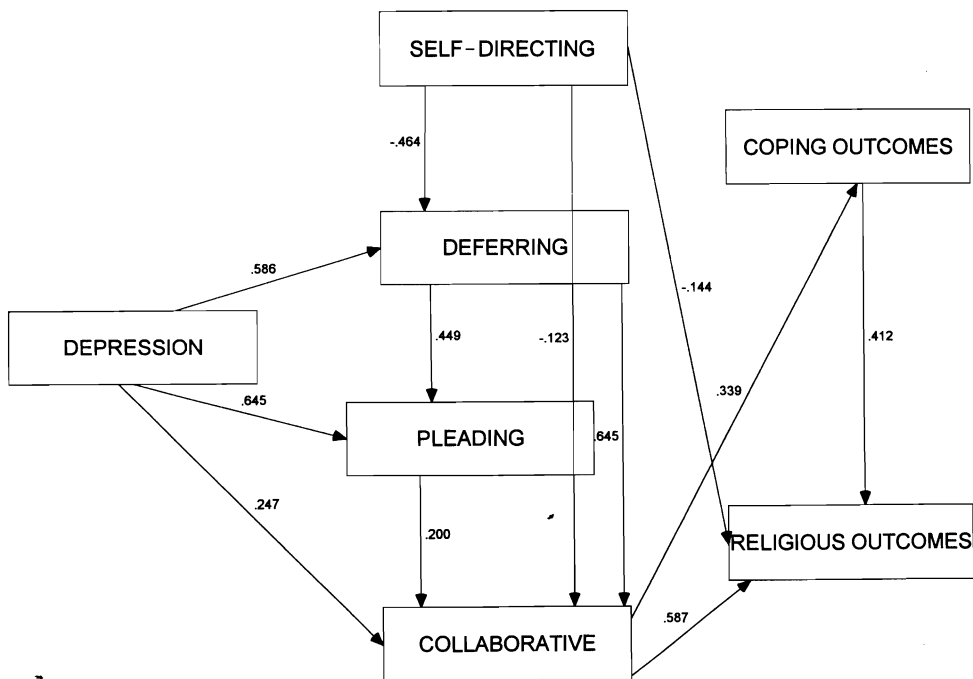 SELF-DIRECTING
COPING OUTCOMES
-.464
DEFERRING
.586
-.144
.449
-.123
.412
DEPRESSION
.339
.645
PLEADING
.645
.247
.200
RELIGIOUS OUTCOMES
.587
COLLABORATIVE